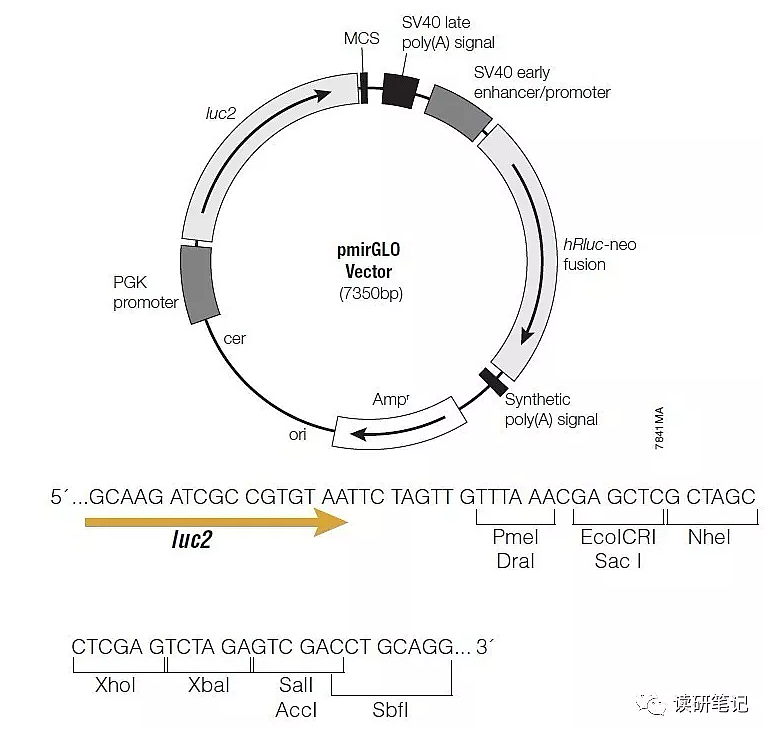 SV40 late
poly(A) signal
MCS
SV40 early
enhancer/promoter
luc2
hRluc-neo
fusion
pmirGLO
Vector
(7350bp)
PGK
promoter
cer
Synthetic
poly(A) signal
Ampʳ
ori
7841MA
5´...GCAAG ATCGC CGTGT AATTC TAGTT GTTTA AACGA GCTCG CTAGC
luc2
PmeI
DraI
EcoICRI
Sac I
NheI
CTCGA GTCTA GAGTC GACCT GCAGG... 3´
XhoI
XbaI
SalI
AccI
SbfI
读研笔记